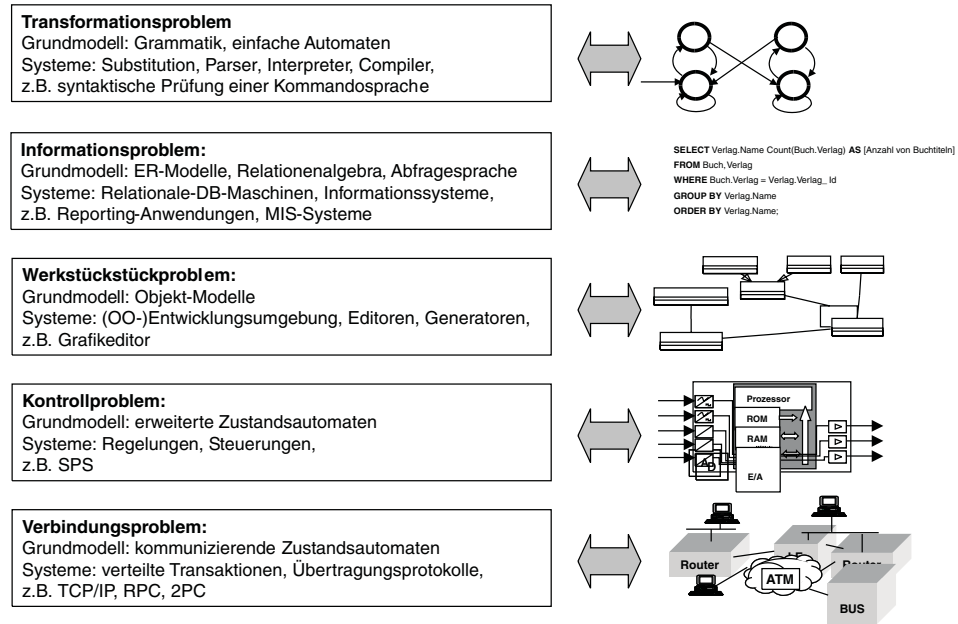 Transformationsproblem
Grundmodell: Grammatik, einfache Automaten
Systeme: Substitution, Parser, Interpreter, Compiler,
z.B. syntaktische Prüfung einer Kommandosprache
Informationsproblem:
Grundmodell: ER-Modelle, Relationenalgebra, Abfragesprache
Systeme: Relationale-DB-Maschinen, Informationssysteme,
z.B. Reporting-Anwendungen, MIS-Systeme
SELECT Verlag.Name Count(Buch.Verlag) AS [Anzahl von Buchtiteln]
FROM Buch,Verlag
WHERE Buch.Verlag = Verlag.Verlag_ Id
GROUP BY Verlag.Name
ORDER BY Verlag.Name;
Werkstückstückproblem:
Grundmodell: Objekt-Modelle
Systeme: (OO-)Entwicklungsumgebung, Editoren, Generatoren,
z.B. Grafikeditor
Kontrollproblem:
Grundmodell: erweiterte Zustandsautomaten
Systeme: Regelungen, Steuerungen,
z.B. SPS
Prozessor
ROM
RAM
A D
E/A
Verbindungsproblem:
Grundmodell: kommunizierende Zustandsautomaten
Systeme: verteilte Transaktionen, Übertragungsprotokolle,
z.B. TCP/IP, RPC, 2PC
Router
Router
ATM
BUS